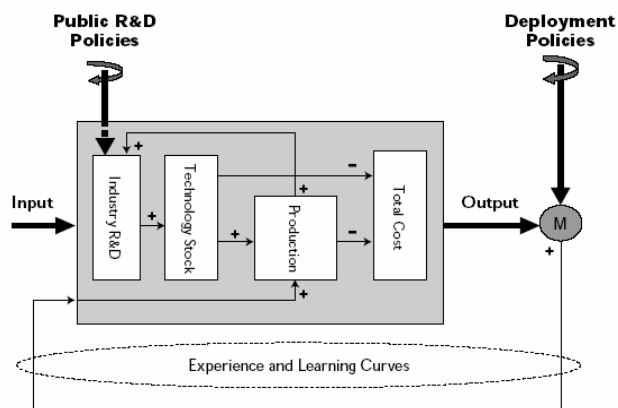 Public R&D
Policies
Deployment
Policies
Input
Industry R&D
Technology
Stock
Production
Total Cost
Output
M
+
+
+
+
+
-
-
+
Experience and Learning Curves